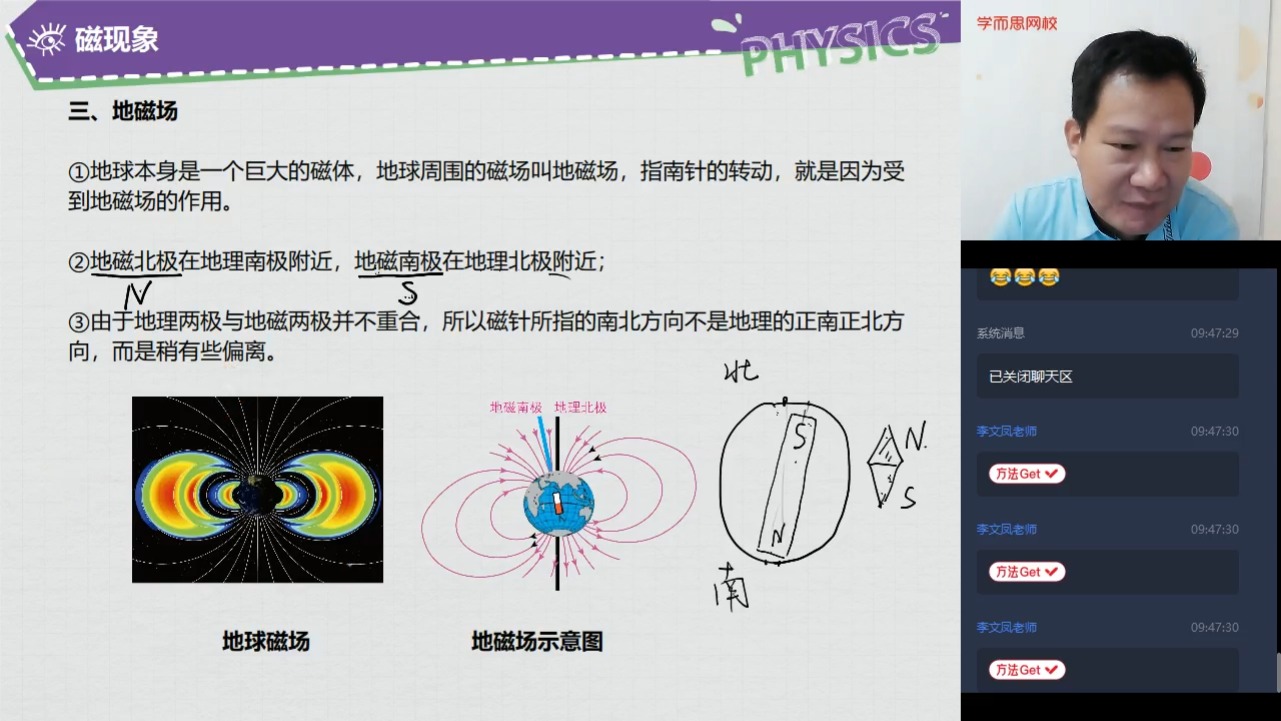 磁现象
PHYSICS
三、地磁场
①地球本身是一个巨大的磁体，地球周围的磁场叫地磁场，指南针的转动，就是因为受
到地磁场的作用。
②地磁北极在地理南极附近，地磁南极在地理北极附近；
N S
③由于地理两极与地磁两极并不重合，所以磁针所指的南北方向不是地理的正南正北方
向，而是稍有些偏离。
地磁南极 地理北极
北
S
N
N
S
南
地球磁场
地磁场示意图
学而思网校
系统消息 09:47:29
已关闭聊天区
李文凤老师 09:47:30
方法Get
李文凤老师 09:47:30
方法Get
李文凤老师 09:47:30
方法Get